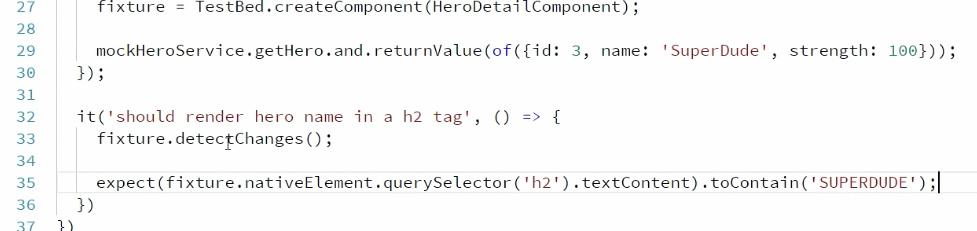 27 fixture = TestBed.createComponent(HeroDetailComponent);
28
29 mockHeroService.getHero.and.returnValue(of({id: 3, name: 'SuperDude', strength: 100}));
30 });
31
32 it('should render hero name in a h2 tag', () => {
33 fixture.detectChanges();
34
35 expect(fixture.nativeElement.querySelector('h2').textContent).toContain('SUPERDUDE');
36 })
37 })